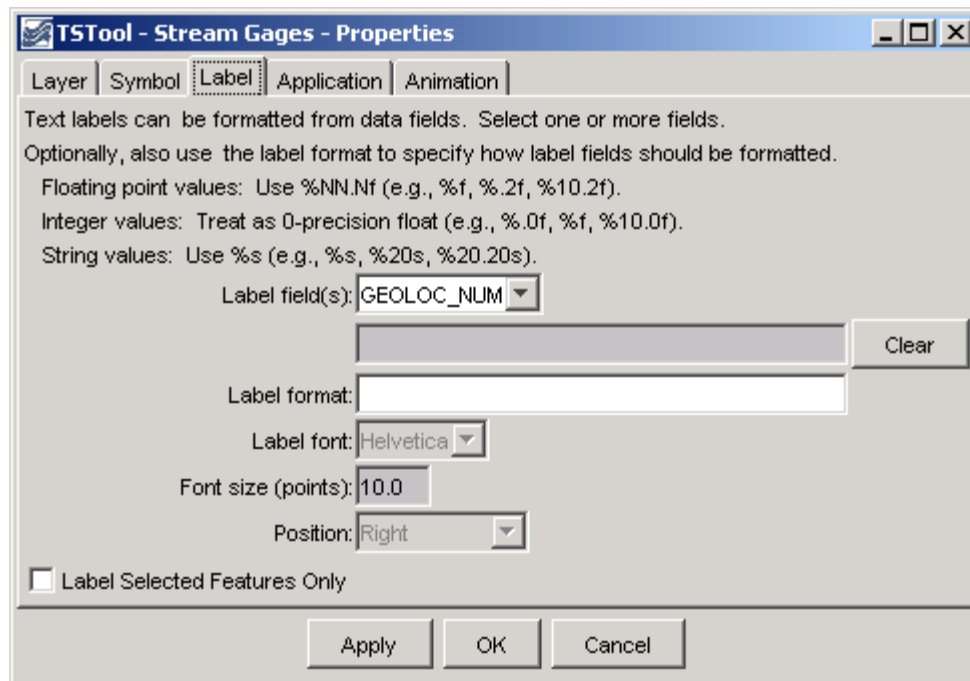 TSTool - Stream Gages - Properties
Layer Symbol Label Application Animation
Text labels can be formatted from data fields. Select one or more fields.
Optionally, also use the label format to specify how label fields should be formatted.
Floating point values: Use %NN.Nf (e.g., %f, %.2f, %10.2f).
Integer values: Treat as 0-precision float (e.g., %.0f, %f, %10.0f).
String values: Use %s (e.g., %s, %20s, %20.20s).
Label field(s): GEOLOC_NUM
Clear
Label format:
Label font: Helvetica
Font size (points): 10.0
Position: Right
Label Selected Features Only
Apply OK Cancel